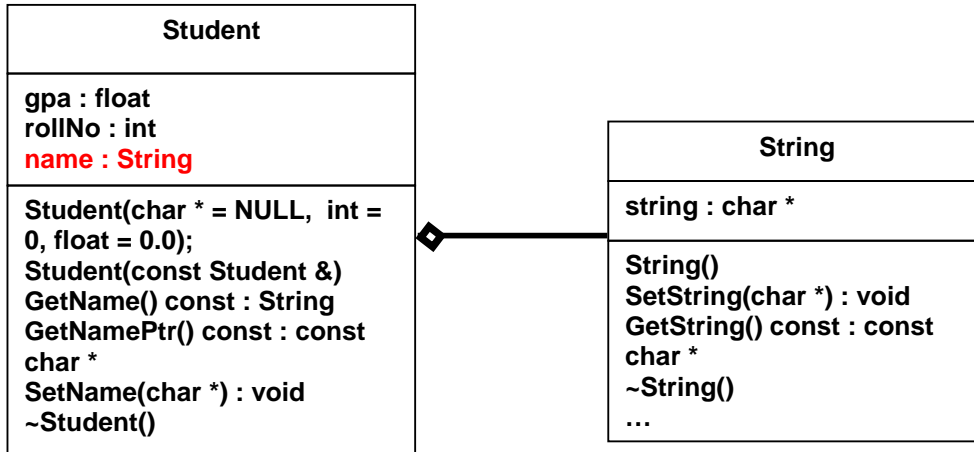 Student
gpa : float
rollNo : int
name : String
Student(char * = NULL, int =
0, float = 0.0);
Student(const Student &)
GetName() const : String
GetNamePtr() const : const
char *
SetName(char *) : void
~Student()
String
string : char *
String()
SetString(char *) : void
GetString() const : const
char *
~String()
…